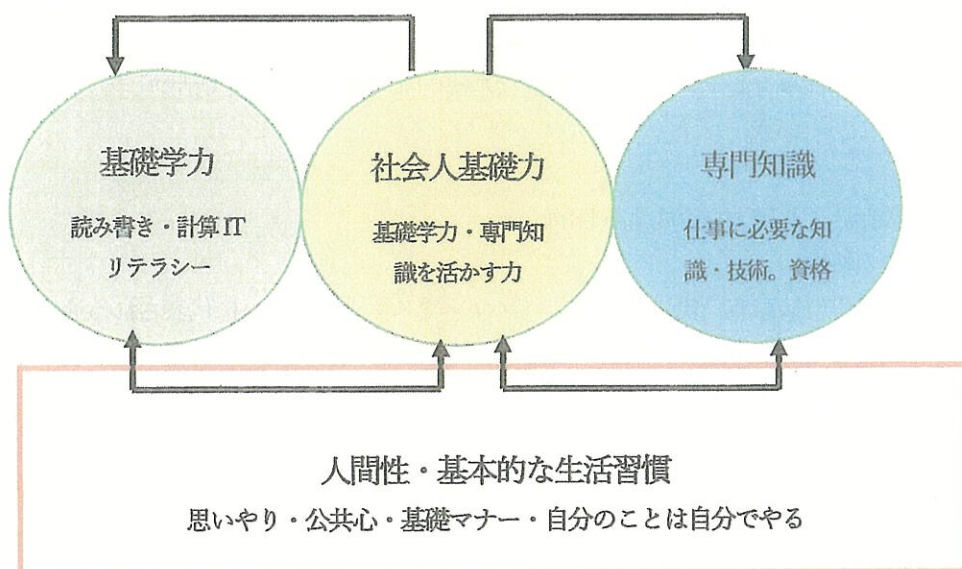 基礎学力
読み書き・計算IT
リテラシー
社会人基礎力
基礎学力・専門知
識を活かす力
専門知識
仕事に必要な知
識・技術。資格
人間性・基本的な生活習慣
思いやり・公共心・基礎マナー・自分のことは自分でやる